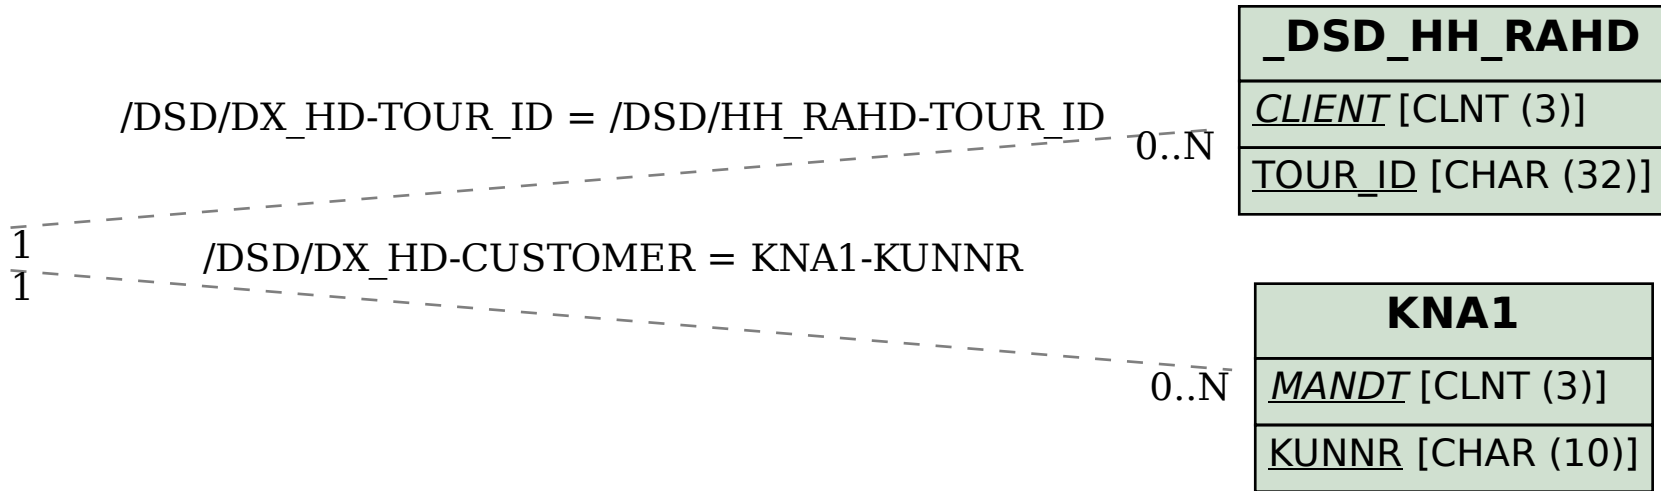 _DSD_HH_RAHD
/DSD/DX_HD-TOUR_ID = /DSD/HH_RAHD-TOUR_ID
CLIENT [CLNT (3)]
0..N
TOUR_ID [CHAR (32)]
1
/DSD/DX_HD-CUSTOMER = KNA1-KUNNR
1
KNA1
0..N
MANDT [CLNT (3)]
KUNNR [CHAR (10)]